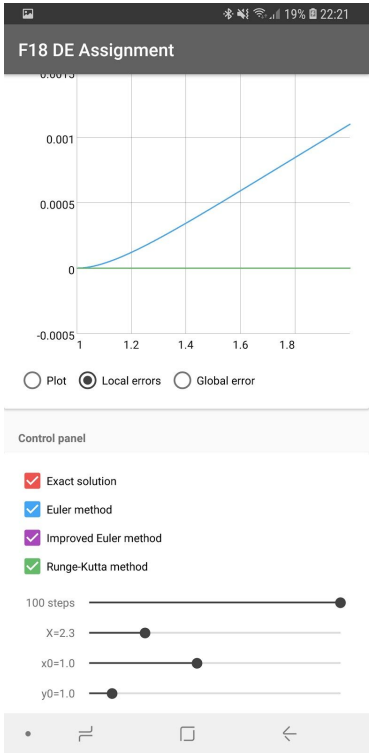 19% 22:21
F18 DE Assignment
0.0015
0.001
0.0005
0
-0.0005
1 1.2 1.4 1.6 1.8
Plot Local errors Global error
Control panel
Exact solution
Euler method
Improved Euler method
Runge-Kutta method
100 steps
X=2.3
x0=1.0
y0=1.0